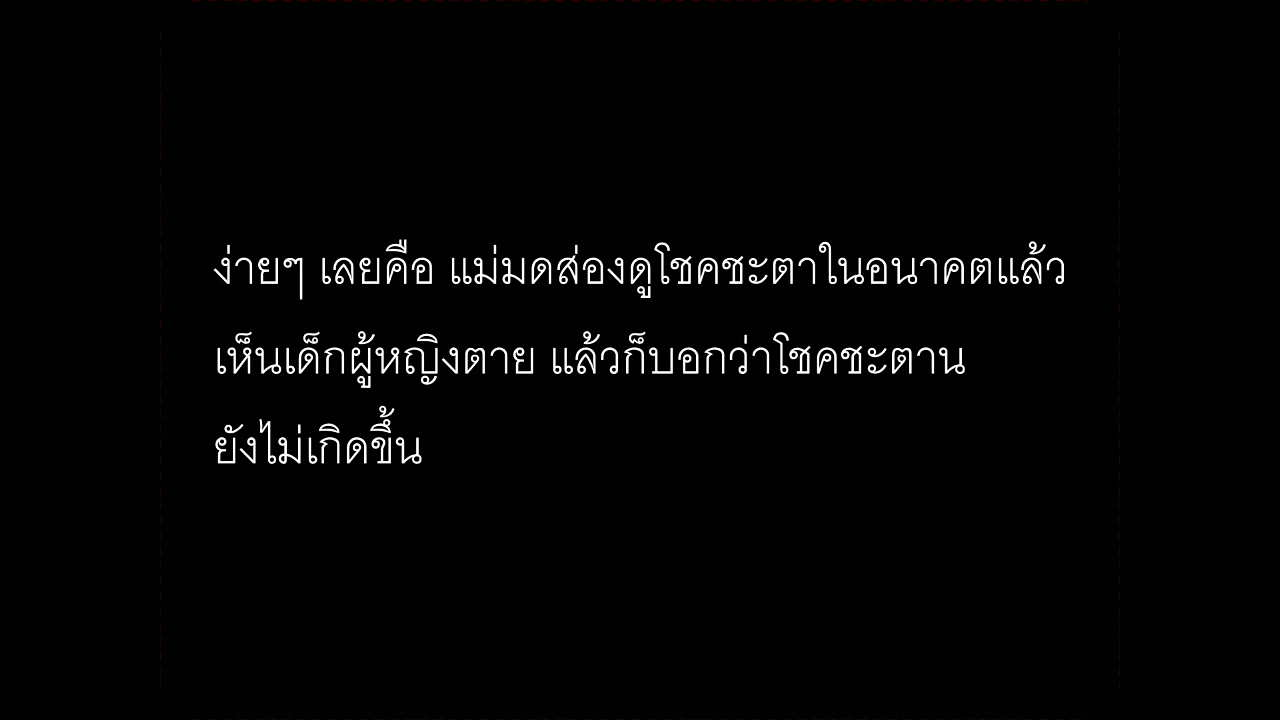 ง่ายๆ เลยคือ แม่มดส่องดูโชคชะตาในอนาคตแล้ว
เห็นเด็กผู้หญิงตาย แล้วก็บอกว่าโชคชะตาน
ยังไม่เกิดขึ้น